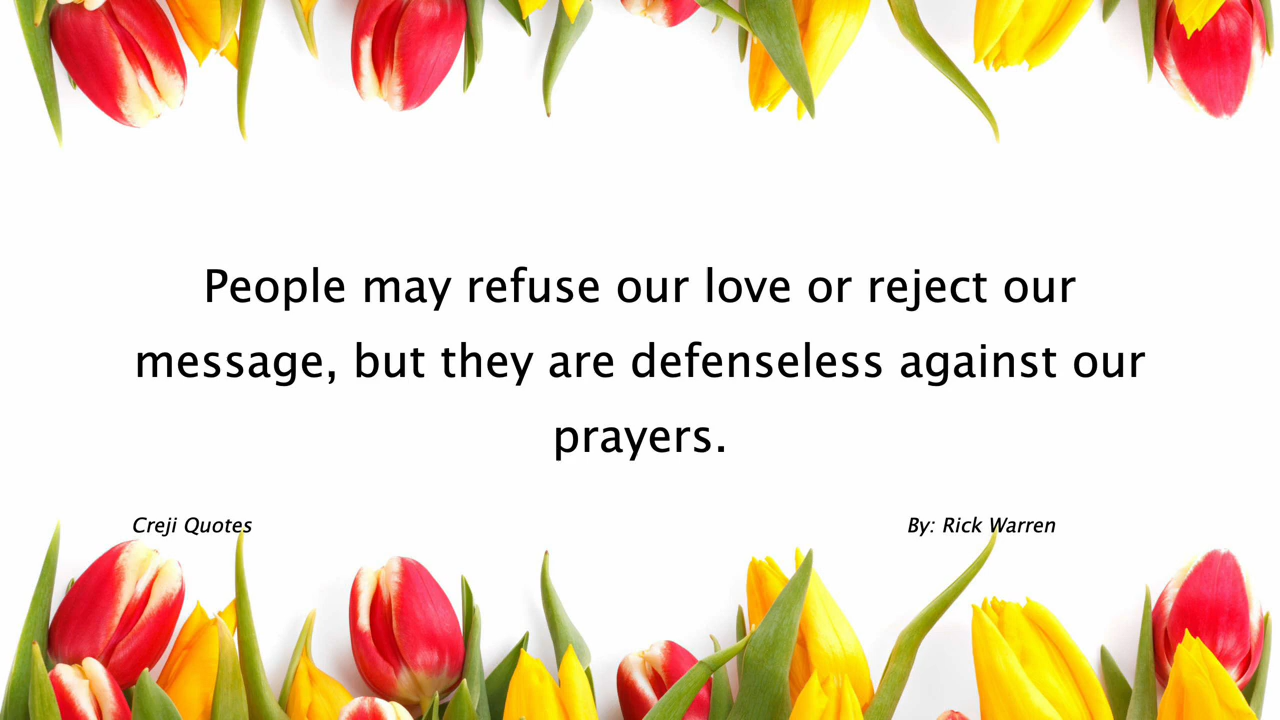 People may refuse our love or reject our
message, but they are defenseless against our
prayers.
Creji Quotes
By: Rick Warren